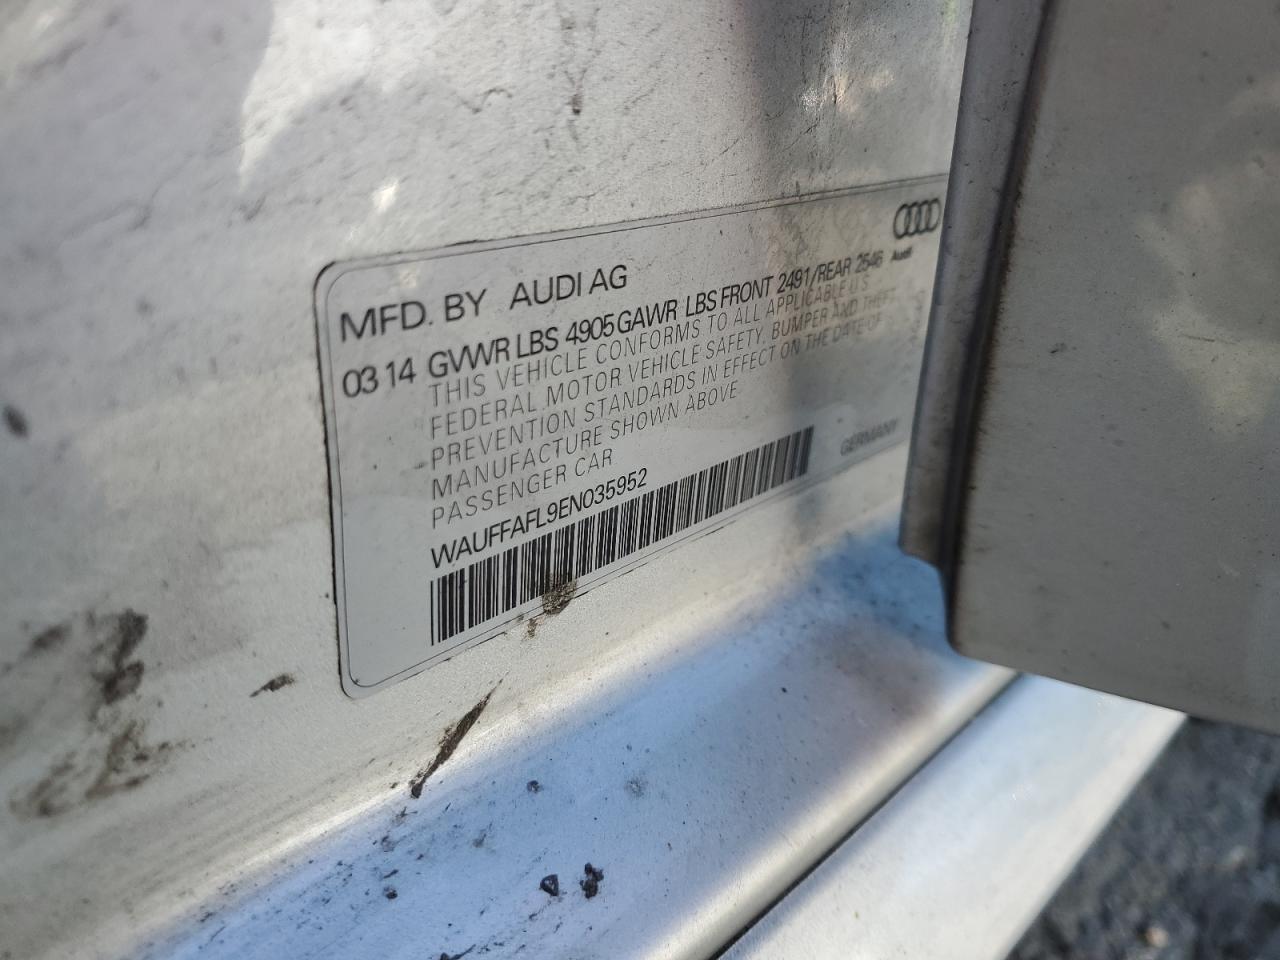 MFD. BY AUDI AG
Audi
03 14 GVWR LBS 4905 GAWR LBS FRONT 2491/REAR 2546
THIS VEHICLE CONFORMS TO ALL APPLICABLE U.S.
FEDERAL MOTOR VEHICLE SAFETY, BUMPER AND THEFT
PREVENTION STANDARDS IN EFFECT ON THE DATE OF
MANUFACTURE SHOWN ABOVE.
PASSENGER CAR
WAUFFAFL9EN035952
GERMANY